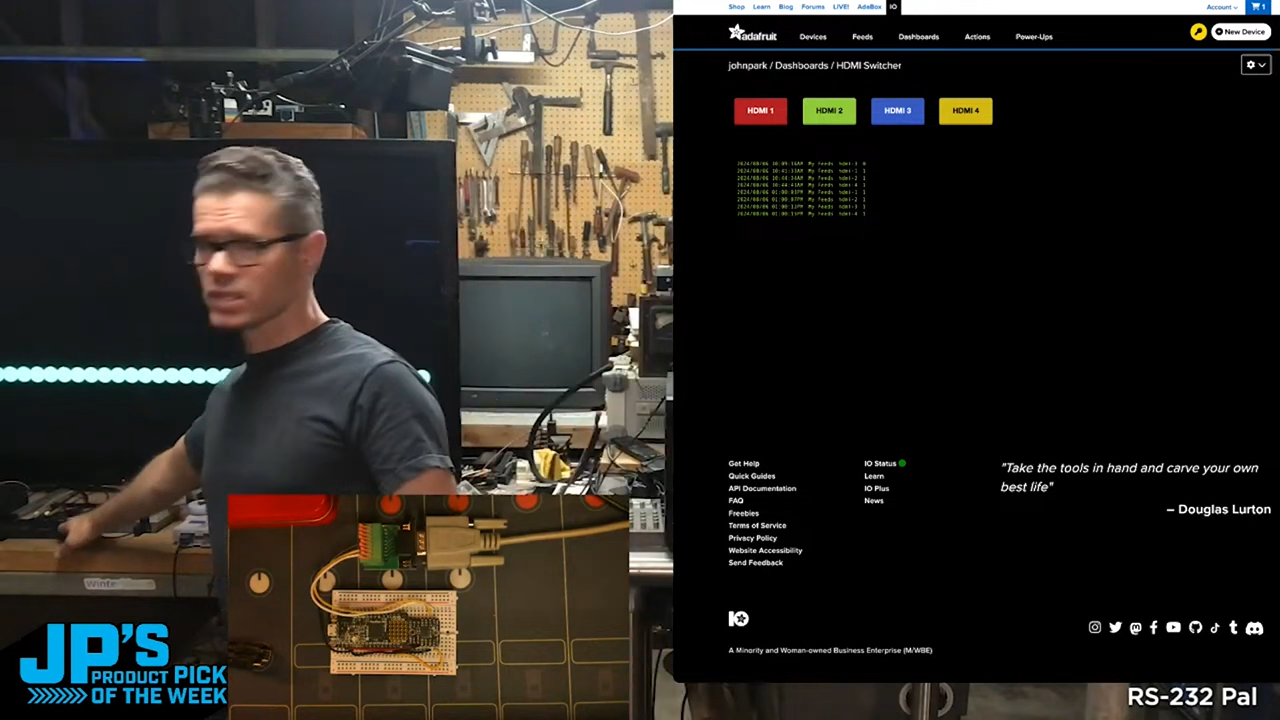 Shop Learn Blog Forums LIVE! AdaBox IO Account 1
adafruit Devices Feeds Dashboards Actions Power-Ups New Device
johnpark / Dashboards / HDMI Switcher
HDMI 1 HDMI 2 HDMI 3 HDMI 4
Get Help
Quick Guides
API Documentation
FAQ
Freebies
Terms of Service
Privacy Policy
Website Accessibility
Send Feedback
IO Status
Learn
IO Plus
News
"Take the tools in hand and carve your own
best life"
– Douglas Lurton
A Minority and Woman-owned Business Enterprise (M/WBE)
Winte
JP'S
PRODUCT PICK
OF THE WEEK
RS-232 Pal